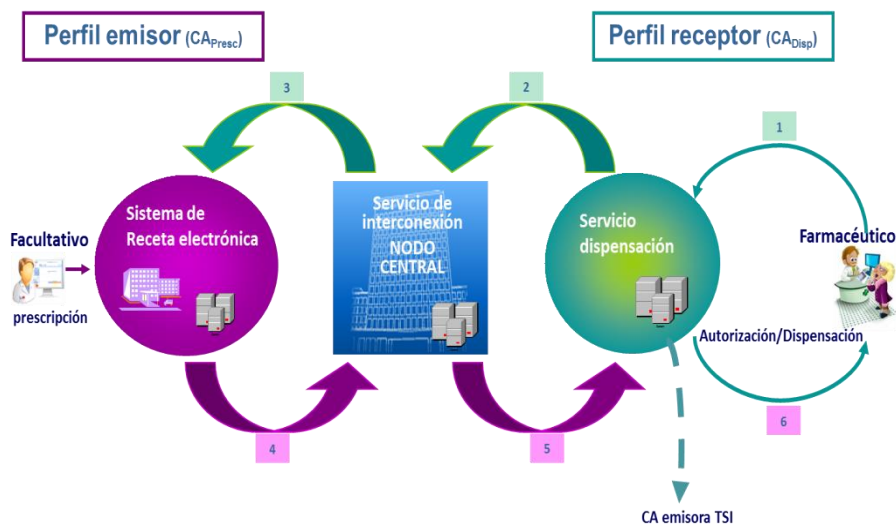 Perfil emisor (CAPresc)
Perfil receptor (CADisp)
3
2
1
Sistema de
Receta electrónica
Servicio de
interconexión
NODO
CENTRAL
Servicio
dispensación
Facultativo
prescripción
Farmacéutico
Autorización/Dispensación
4
5
6
CA emisora TSI